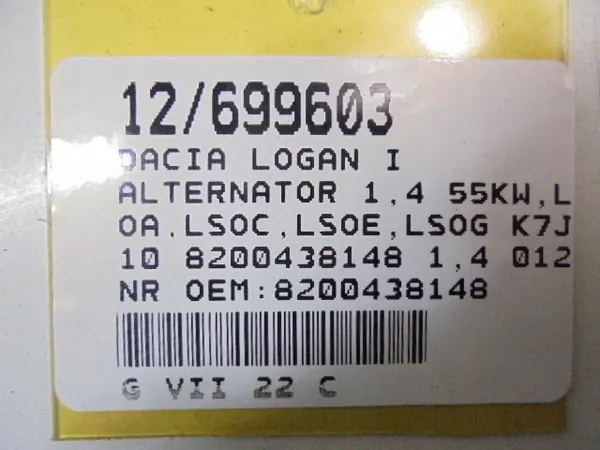 12/699603
DACIA LOGAN I
ALTERNATOR 1,4 55KW,L
OA.LSOC,LSOE,LSOG K7J
10 8200438148 1,4 012
NR OEM:8200438148
G VII 22 C